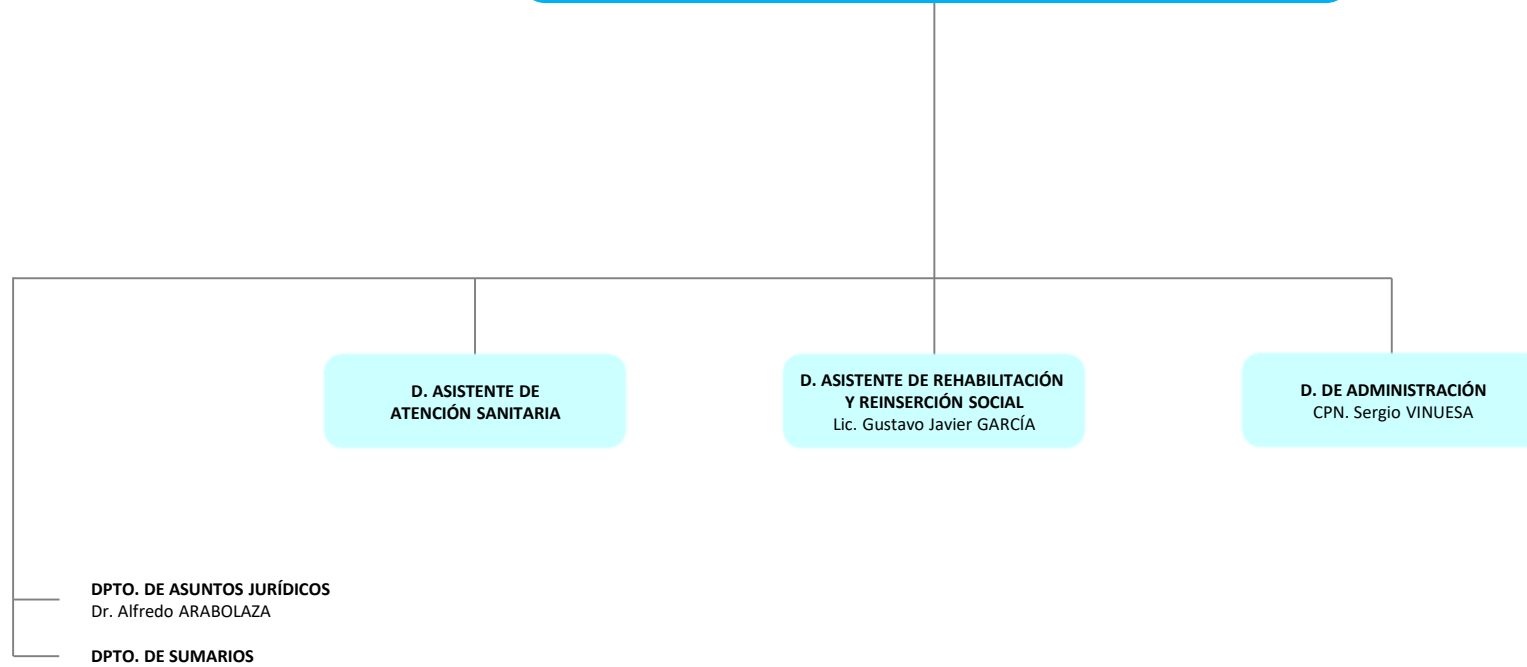 D. ASISTENTE DE
ATENCIÓN SANITARIA
D. ASISTENTE DE REHABILITACIÓN
Y REINSERCIÓN SOCIAL
Lic. Gustavo Javier GARCÍA
D. DE ADMINISTRACIÓN
CPN. Sergio VINUESA
DPTO. DE ASUNTOS JURÍDICOS
Dr. Alfredo ARABOLAZA
DPTO. DE SUMARIOS